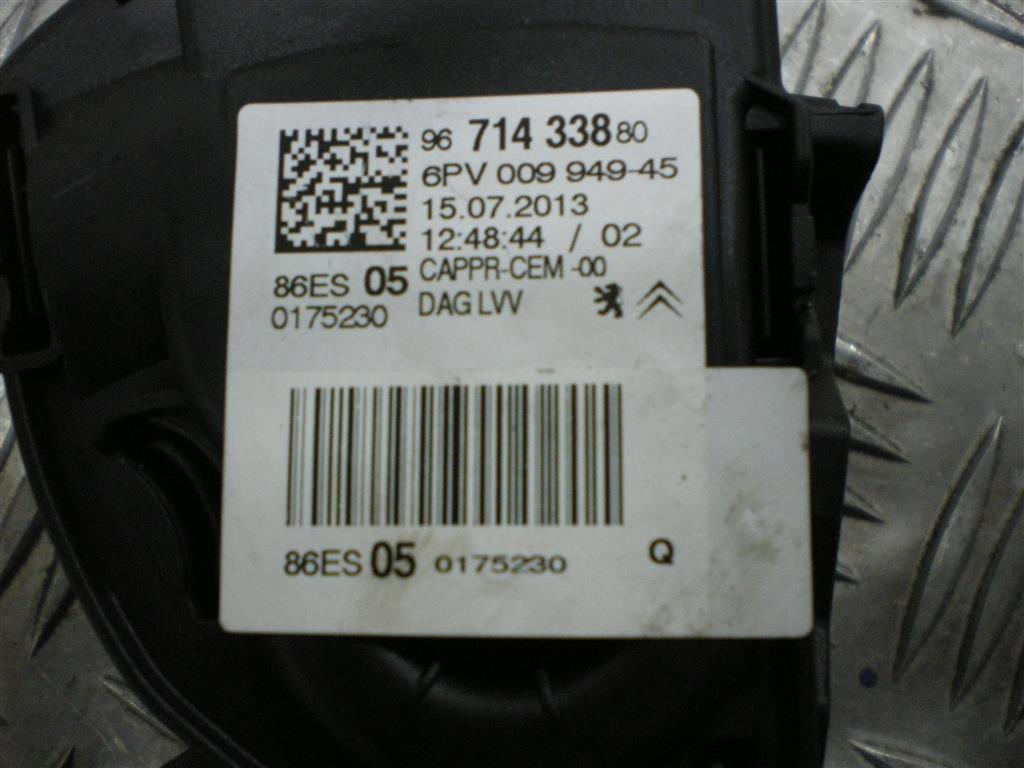 96 714 338 80
6PV 009 949-45
15.07.2013
12:48:44 / 02
CAPPR-CEM -00
DAG LVV
86ES 05
0175230
86ES 05 0175230 Q